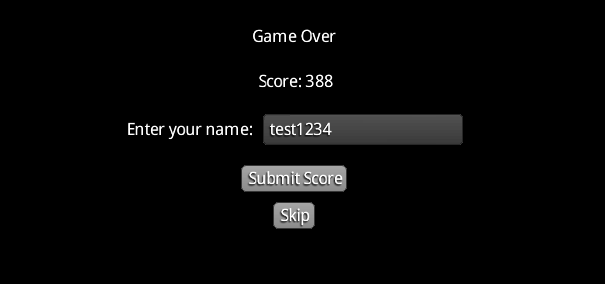 Game Over
Score: 388
Enter your name: test1234
Submit Score
Skip